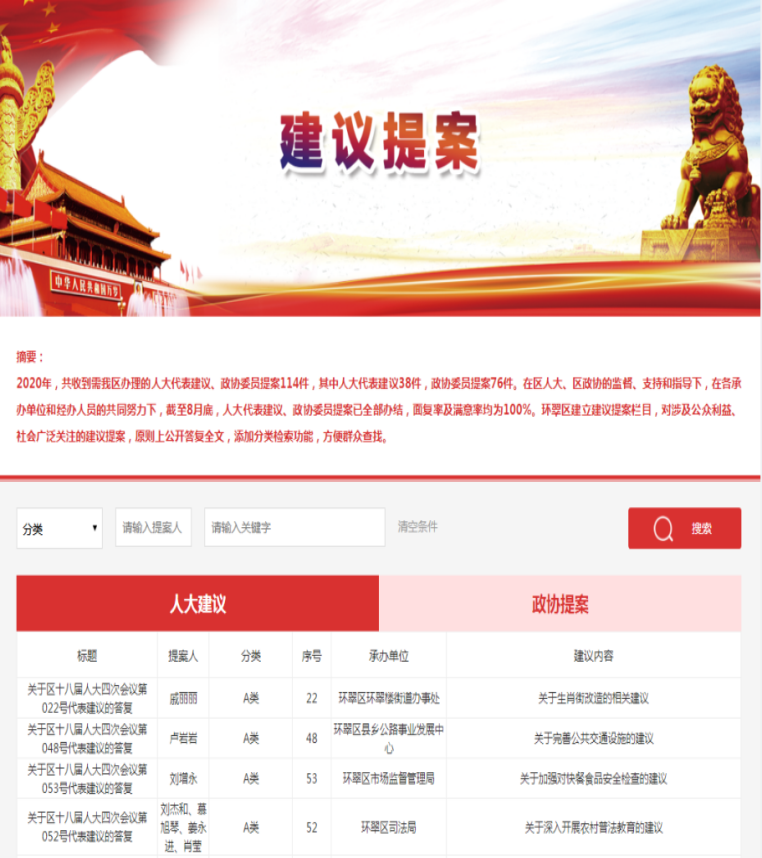 建议提案
中华人民共和国万岁
摘要：
2020年，共收到需我区办理的人大代表建议、政协委员提案114件，其中人大代表建议38件，政协委员提案76件。在区人大、区政协的监督、支持和指导下，在各承
办单位和经办人员的共同努力下，截至8月底，人大代表建议、政协委员提案已全部办结，面复率及满意率均为100%。环翠区建立建议提案栏目，对涉及公众利益、
社会广泛关注的建议提案，原则上公开答复全文，添加分类检索功能，方便群众查找。
分类 请输入提案人 请输入关键字 清空条件 搜索
人大建议 政协提案
标题 提案人 分类 序号 承办单位 建议内容
关于区十八届人大四次会议第
022号代表建议的答复
戚丽丽 A类 22 环翠区环翠楼街道办事处 关于生肖街改造的相关建议
关于区十八届人大四次会议第
048号代表建议的答复
卢岩岩 A类 48
环翠区县乡公路事业发展中
心
关于完善公共交通设施的建议
关于区十八届人大四次会议第
053号代表建议的答复
刘增永 A类 53 环翠区市场监督管理局 关于加强对快餐食品安全检查的建议
关于区十八届人大四次会议第
052号代表建议的答复
刘杰和、慕
旭琴、姜永
进、肖莹
A类 52 环翠区司法局 关于深入开展农村普法教育的建议